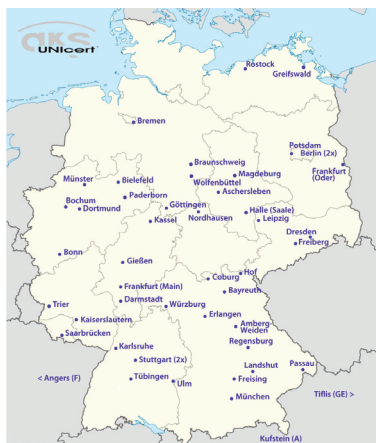 aks
UNIcert®
Rostock
Greifswald
Bremen
Potsdam
Berlin (2x)
Braunschweig
Magdeburg
Frankfurt
(Oder)
Wolfenbüttel
Aschersleben
Münster
Bielefeld
Paderborn
Bochum
Dortmund
Göttingen
Nordhausen
Halle (Saale)
Leipzig
Kassel
Dresden
Freiberg
Bonn
Gießen
Hof
Coburg
Frankfurt (Main)
Bayreuth
Trier
Darmstadt
Würzburg
Erlangen
Kaiserslautern
Amberg
Weiden
Saarbrücken
Karlsruhe
Regensburg
Stuttgart (2x)
Landshut
Passau
< Angers (F)
Tübingen
Ulm
Freising
Tiflis (GE) >
München
Kufstein (A)